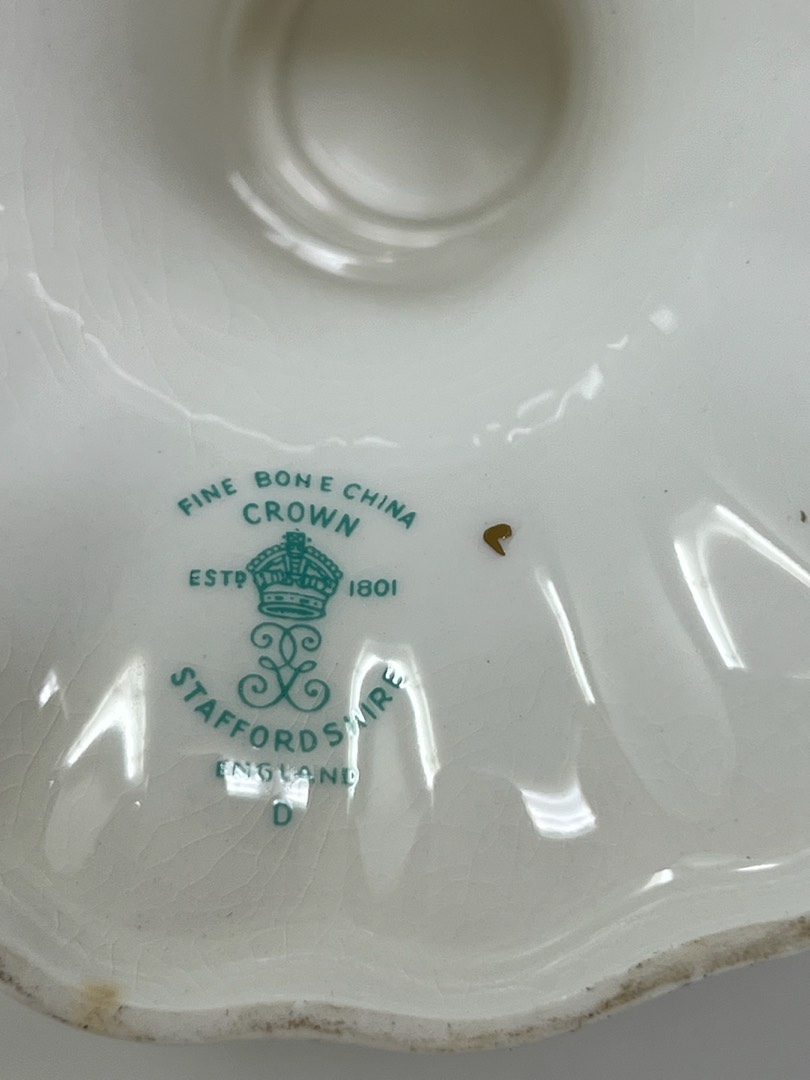 FINE BONE CHINA
CROWN
ESTD 1801
STAFFORDSHIRE
ENGLAND
D